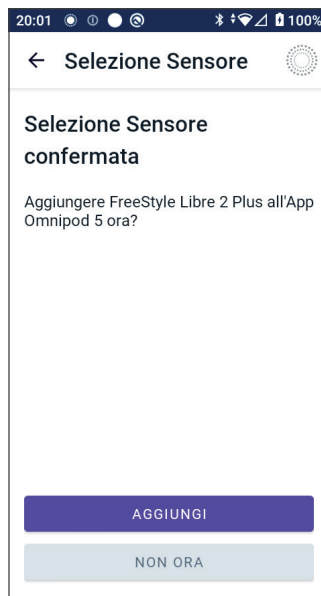 20:01 100%
Selezione Sensore
Selezione Sensore
confermata
Aggiungere FreeStyle Libre 2 Plus all'App
Omnipod 5 ora?
AGGIUNGI
NON ORA